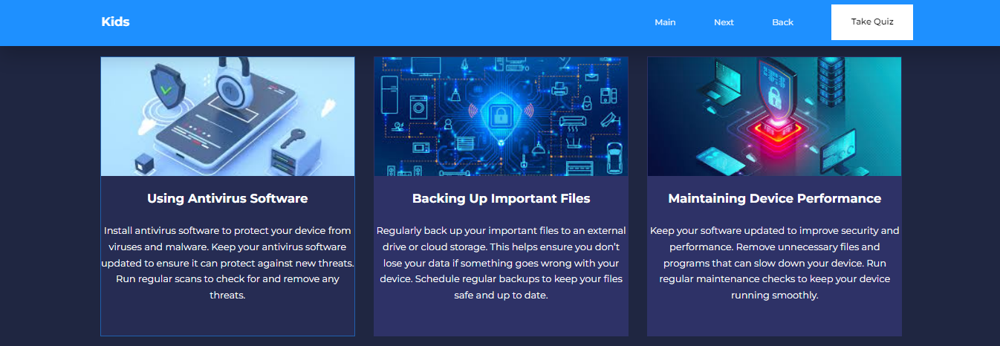 Kids
Main
Next
Back
Take Quiz
Using Antivirus Software
Install antivirus software to protect your device from
viruses and malware. Keep your antivirus software
updated to ensure it can protect against new threats.
Run regular scans to check for and remove any
threats.
Backing Up Important Files
Regularly back up your important files to an external
drive or cloud storage. This helps ensure you don't
lose your data if something goes wrong with your
device. Schedule regular backups to keep your files
safe and up to date.
Maintaining Device Performance
Keep your software updated to improve security and
performance. Remove unnecessary files and
programs that can slow down your device. Run
regular maintenance checks to keep your device
running smoothly.